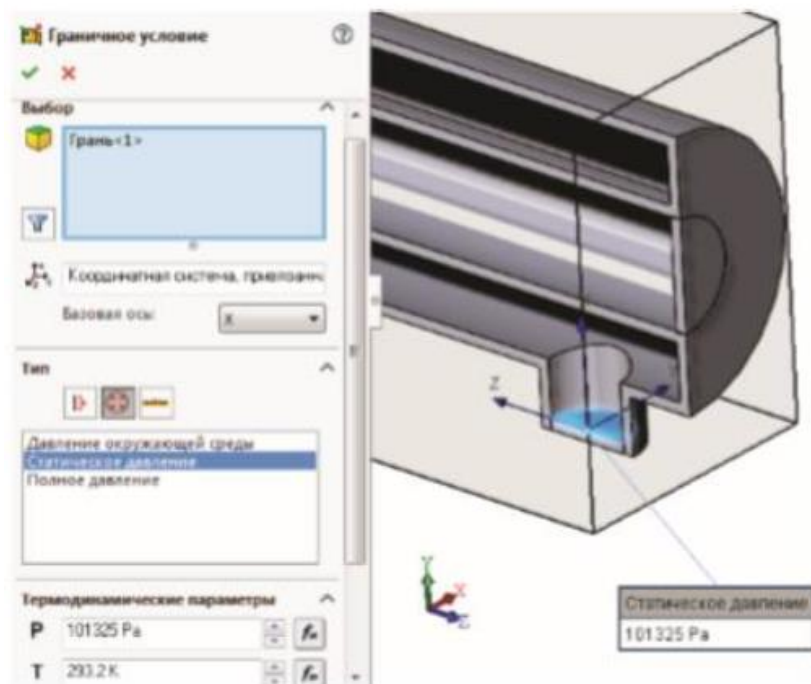 Граничное условие
Выбор
Грань<1>
Координатная система, привязанн
Базовая ось:
X
Тип
Давление окружающей среды
Статическое давление
Полное давление
Термодинамические параметры
P 101325 Pa
T 293.2 K
Z
Y
X
Z
Статическое давление
101325 Pa